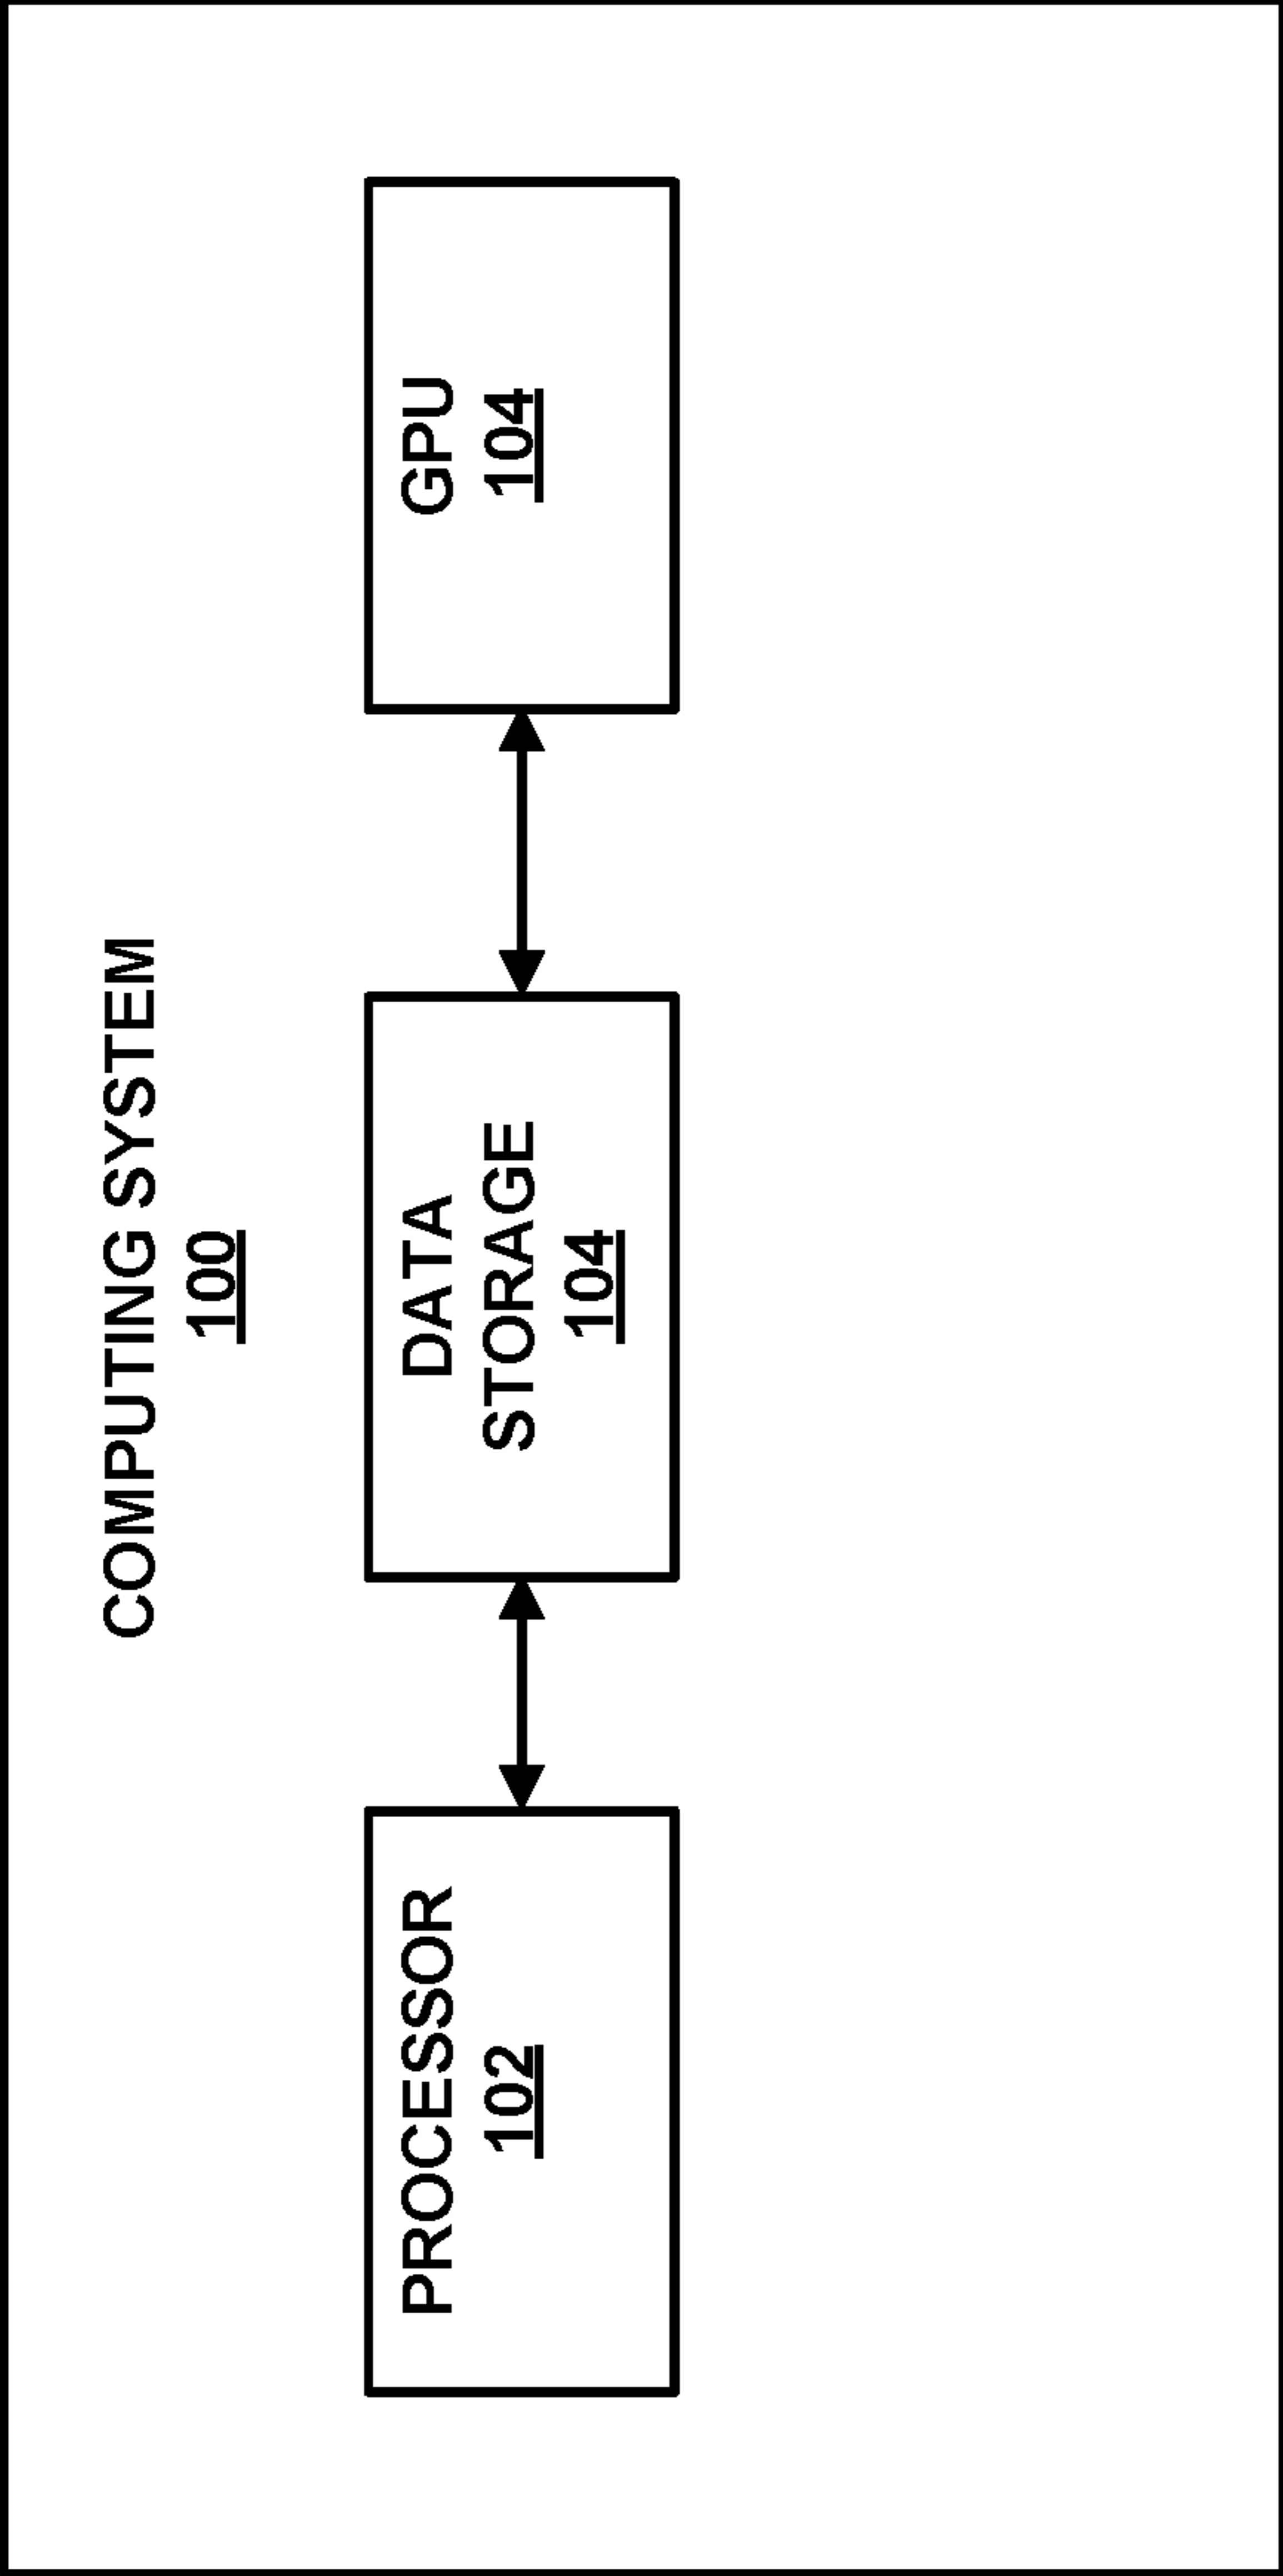 COMPUTING SYSTEM
100
PROCESSOR
102
DATA
STORAGE
104
GPU
104